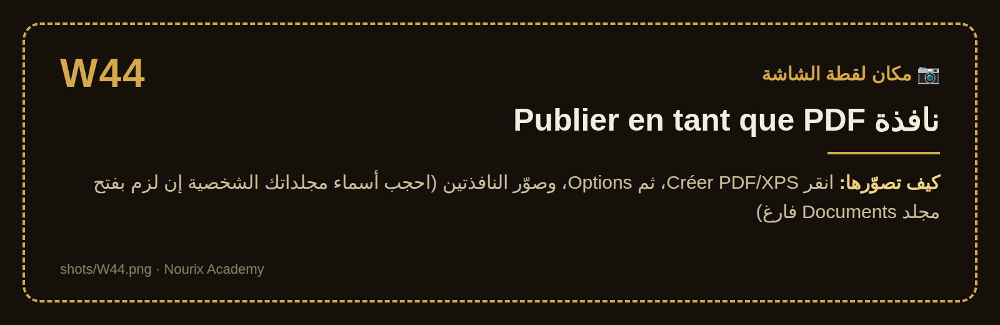 W44
📷 مكان لقطة الشاشة
نافذة Publier en tant que PDF
كيف تصوّرها: انقر Créer PDF/XPS، ثم Options، وصوّر النافذتين (احجب أسماء مجلداتك الشخصية إن لزم بفتح
مجلد Documents فارغ)
shots/W44.png · Nourix Academy